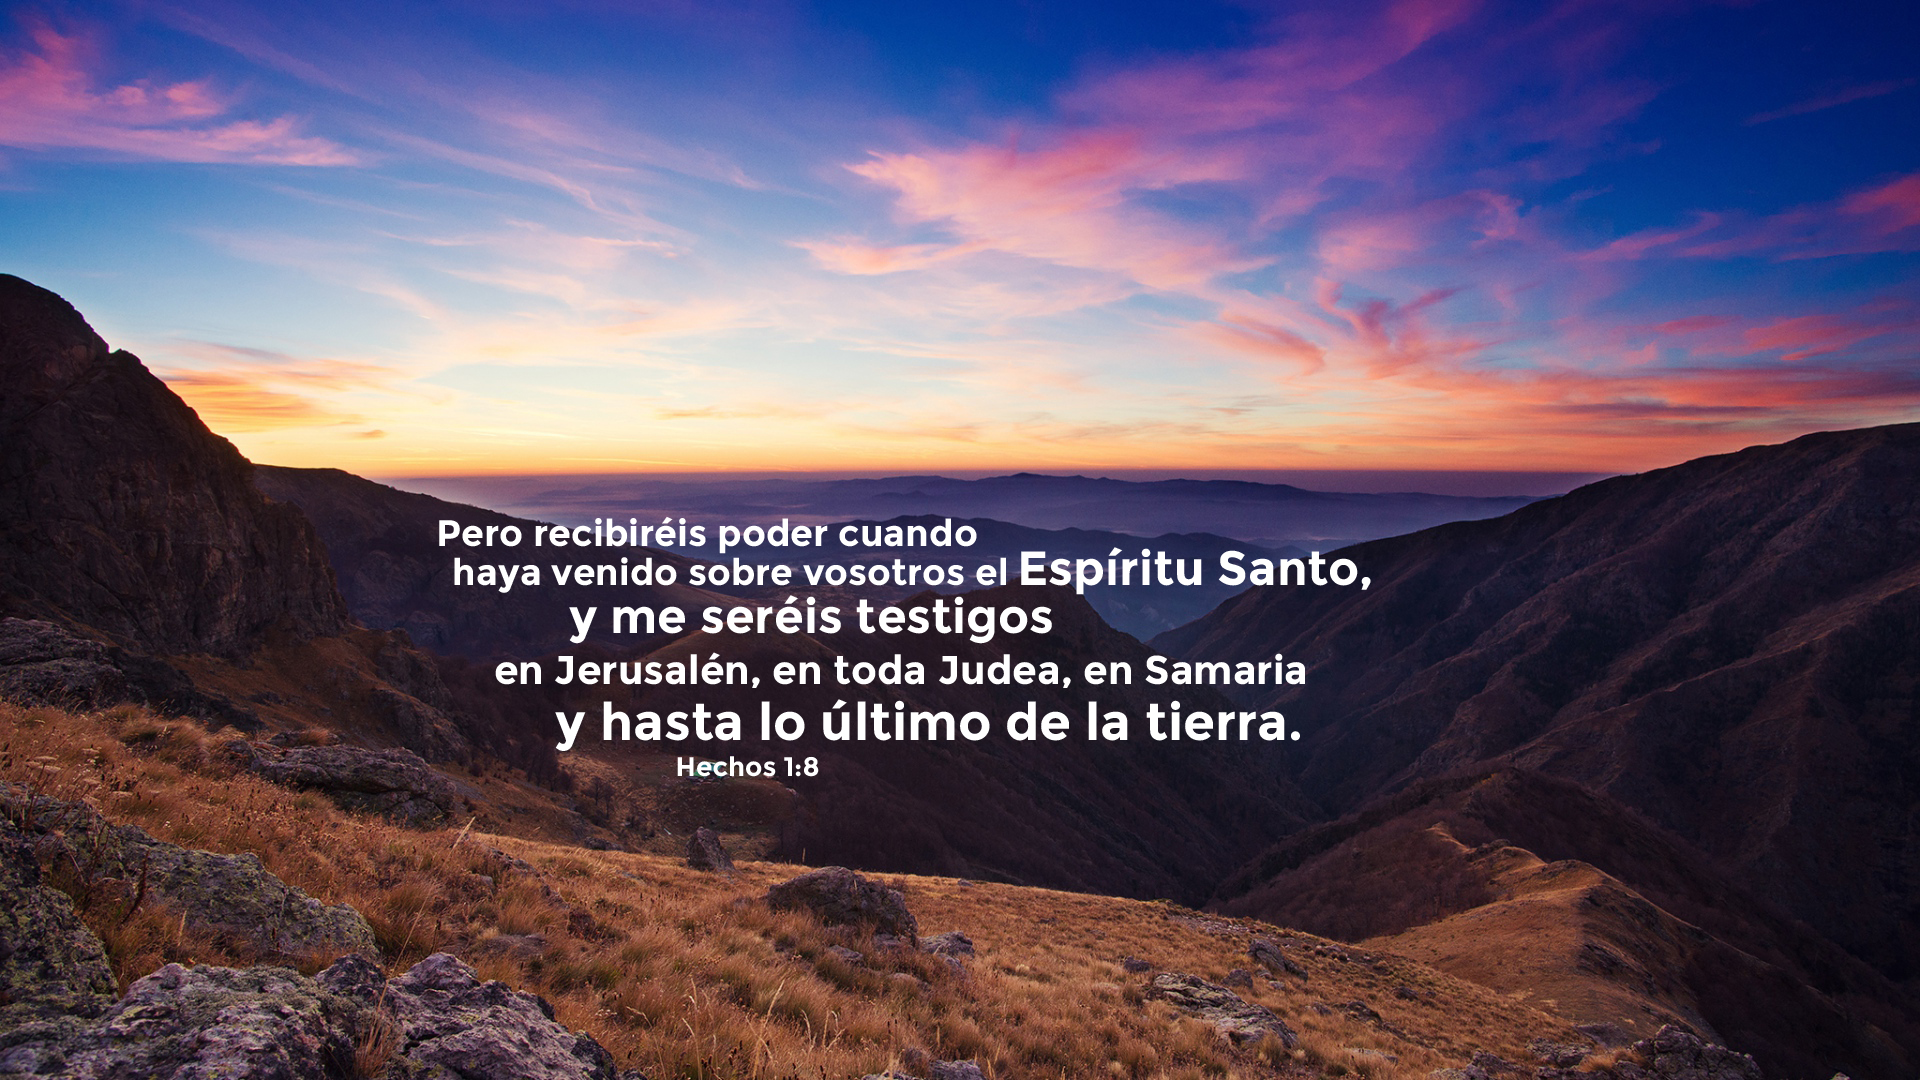 Pero recibiréis poder cuando
haya venido sobre vosotros el Espíritu Santo,
y me seréis testigos
en Jerusalén, en toda Judea, en Samaria
y hasta lo último de la tierra.
Hechos 1:8